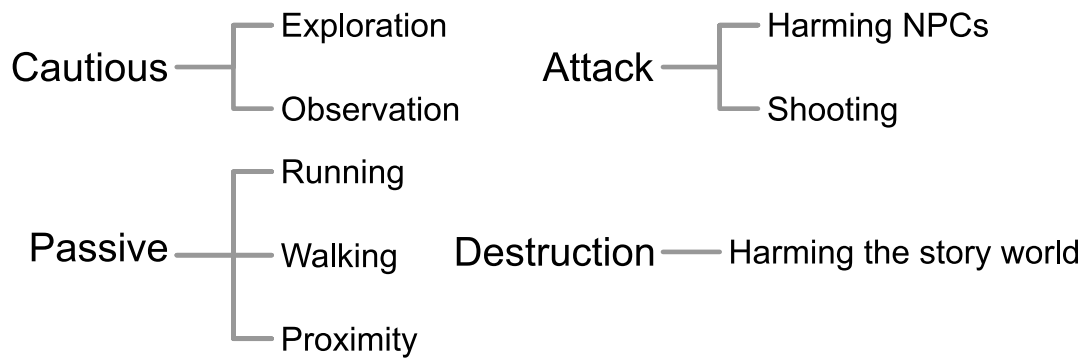 Cautious
Exploration
Observation
Attack
Harming NPCs
Shooting
Passive
Running
Walking
Proximity
Destruction
Harming the story world